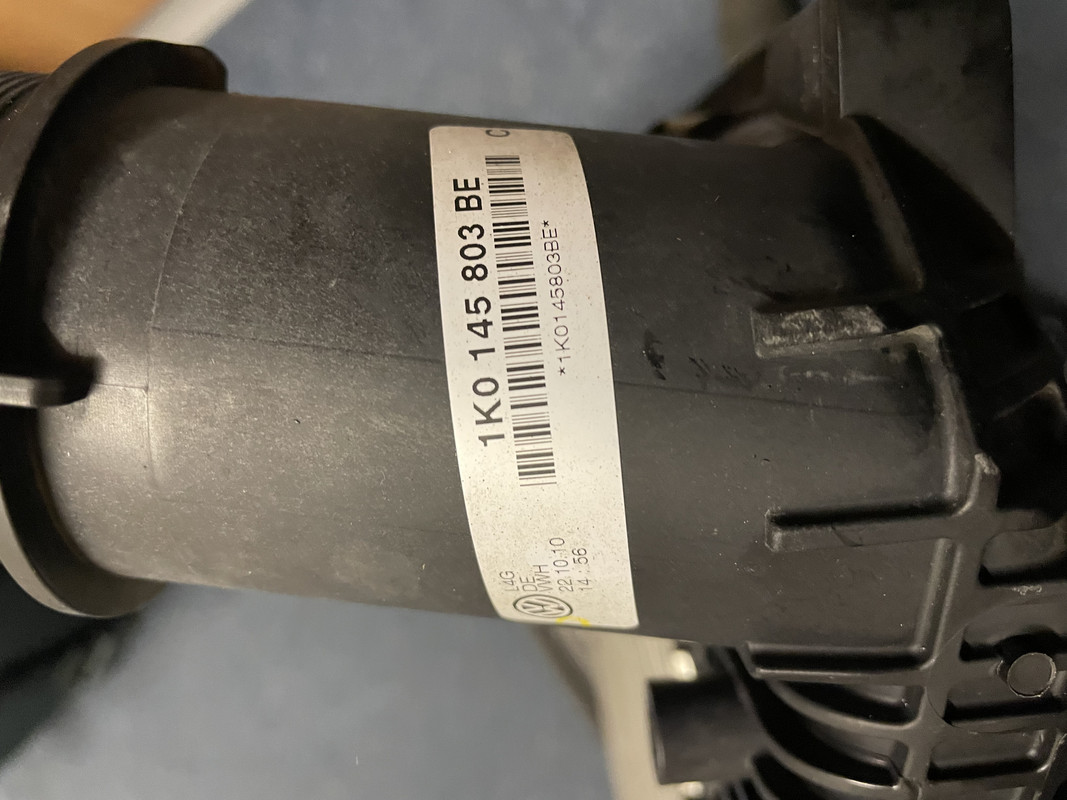 1K0 145 803 BE
C
*1K0145803BE*
L4G
DE
VWH
22.10.10
14:56